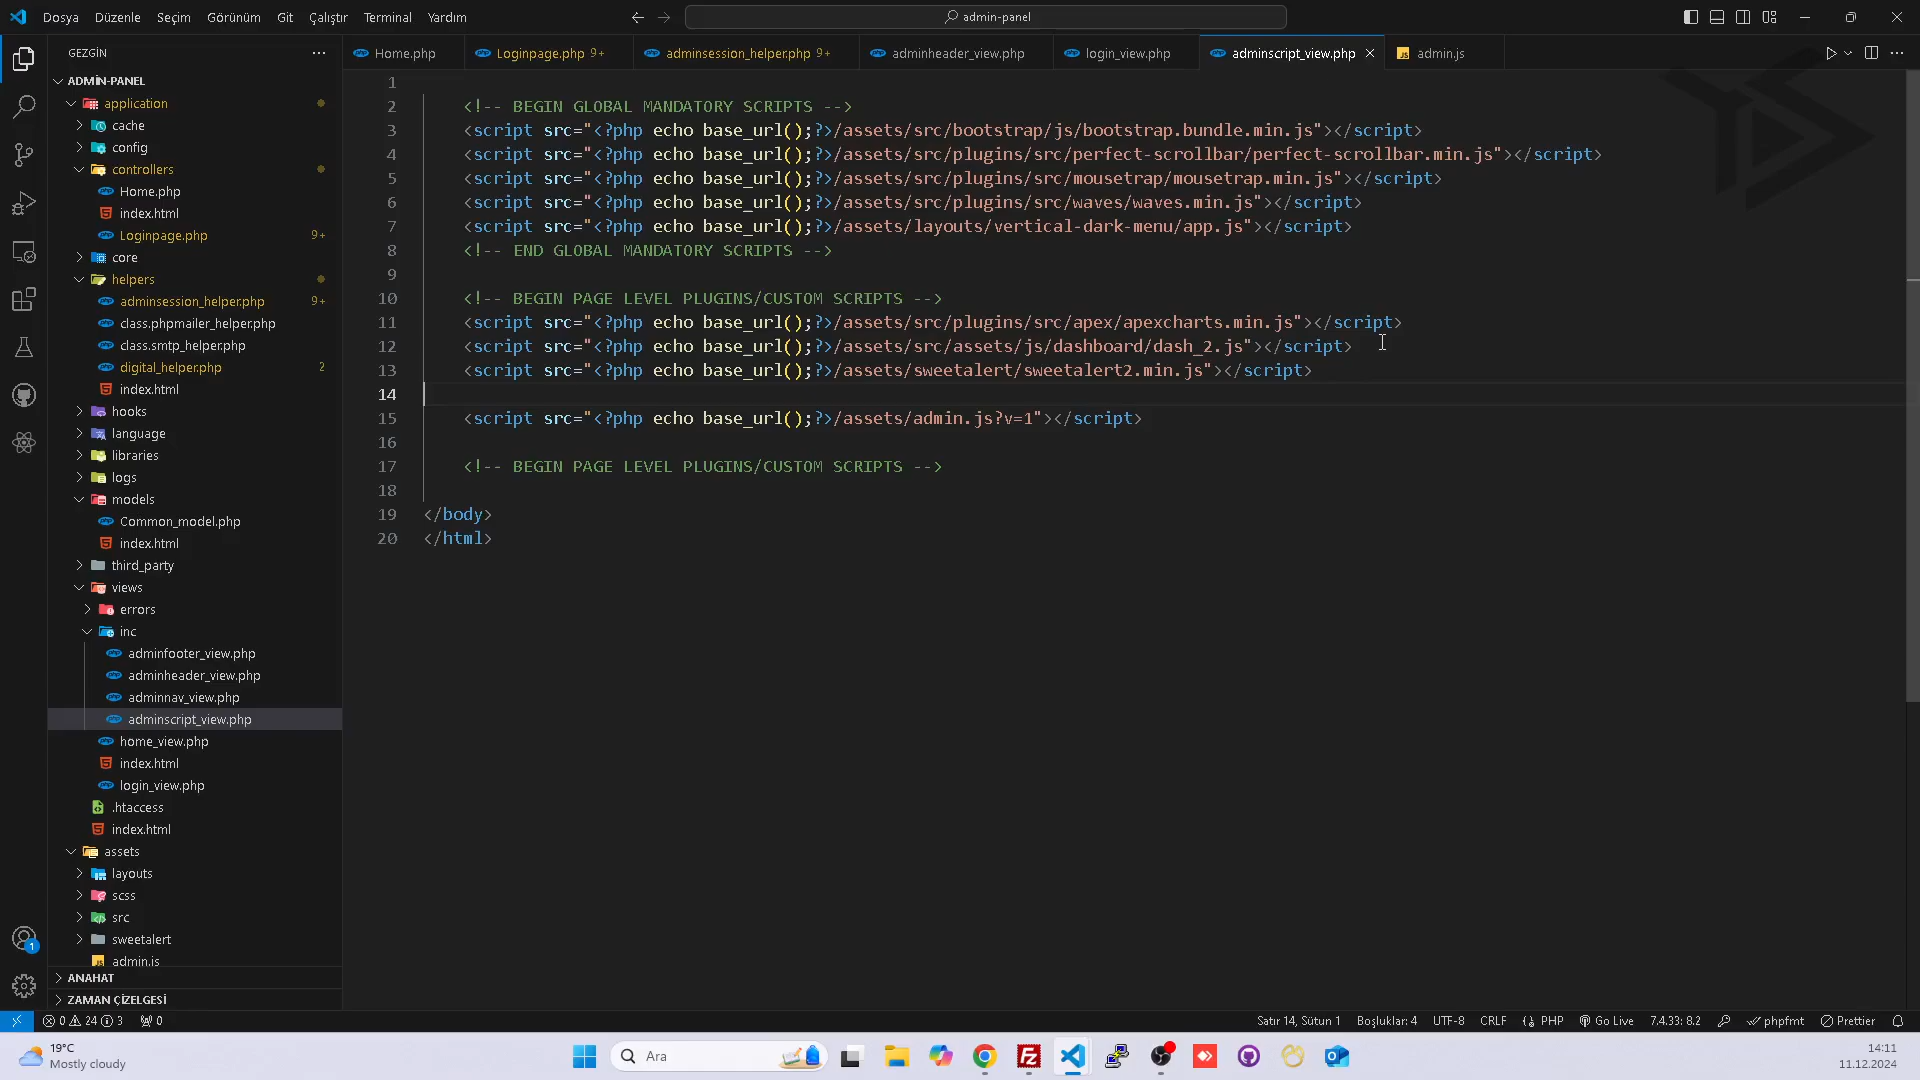 Dosya Düzenle Seçim Görünüm Git Çalıştır Terminal Yardım
admin-panel
GEZGİN
Home.php Loginpage.php 9+ adminsession_helper.php 9+ adminheader_view.php login_view.php adminscript_view.php admin.js
ADMIN-PANEL
application
cache
config
controllers
Home.php
index.html
Loginpage.php 9+
core
helpers
adminsession_helper.php 9+
class.phpmailer_helper.php
class.smtp_helper.php
digital_helper.php 2
index.html
hooks
language
libraries
logs
models
Common_model.php
index.html
third_party
views
errors
inc
adminfooter_view.php
adminheader_view.php
adminnav_view.php
adminscript_view.php
home_view.php
index.html
login_view.php
.htaccess
index.html
assets
layouts
scss
src
sweetalert
admin.js
ANAHAT
ZAMAN ÇİZELGESİ
1
1
2 <!-- BEGIN GLOBAL MANDATORY SCRIPTS -->
3 <script src="<?php echo base_url();?>/assets/src/bootstrap/js/bootstrap.bundle.min.js"></script>
4 <script src="<?php echo base_url();?>/assets/src/plugins/src/perfect-scrollbar/perfect-scrollbar.min.js"></script>
5 <script src="<?php echo base_url();?>/assets/src/plugins/src/mousetrap/mousetrap.min.js"></script>
6 <script src="<?php echo base_url();?>/assets/src/plugins/src/waves/waves.min.js"></script>
7 <script src="<?php echo base_url();?>/assets/layouts/vertical-dark-menu/app.js"></script>
8 <!-- END GLOBAL MANDATORY SCRIPTS -->
9
10 <!-- BEGIN PAGE LEVEL PLUGINS/CUSTOM SCRIPTS -->
11 <script src="<?php echo base_url();?>/assets/src/plugins/src/apex/apexcharts.min.js"></script>
12 <script src="<?php echo base_url();?>/assets/src/assets/js/dashboard/dash_2.js"></script>
13 <script src="<?php echo base_url();?>/assets/sweetalert/sweetalert2.min.js"></script>
14
15 <script src="<?php echo base_url();?>/assets/admin.js?v=1"></script>
16
17 <!-- BEGIN PAGE LEVEL PLUGINS/CUSTOM SCRIPTS -->
18
19 </body>
20 </html>
0 24 3 0
Satır 14, Sütun 1 Boşluklar: 4 UTF-8 CRLF PHP Go Live 7.4.33: 8.2 phpfmt Prettier
19°C
Mostly cloudy
Ara
14:11
11.12.2024